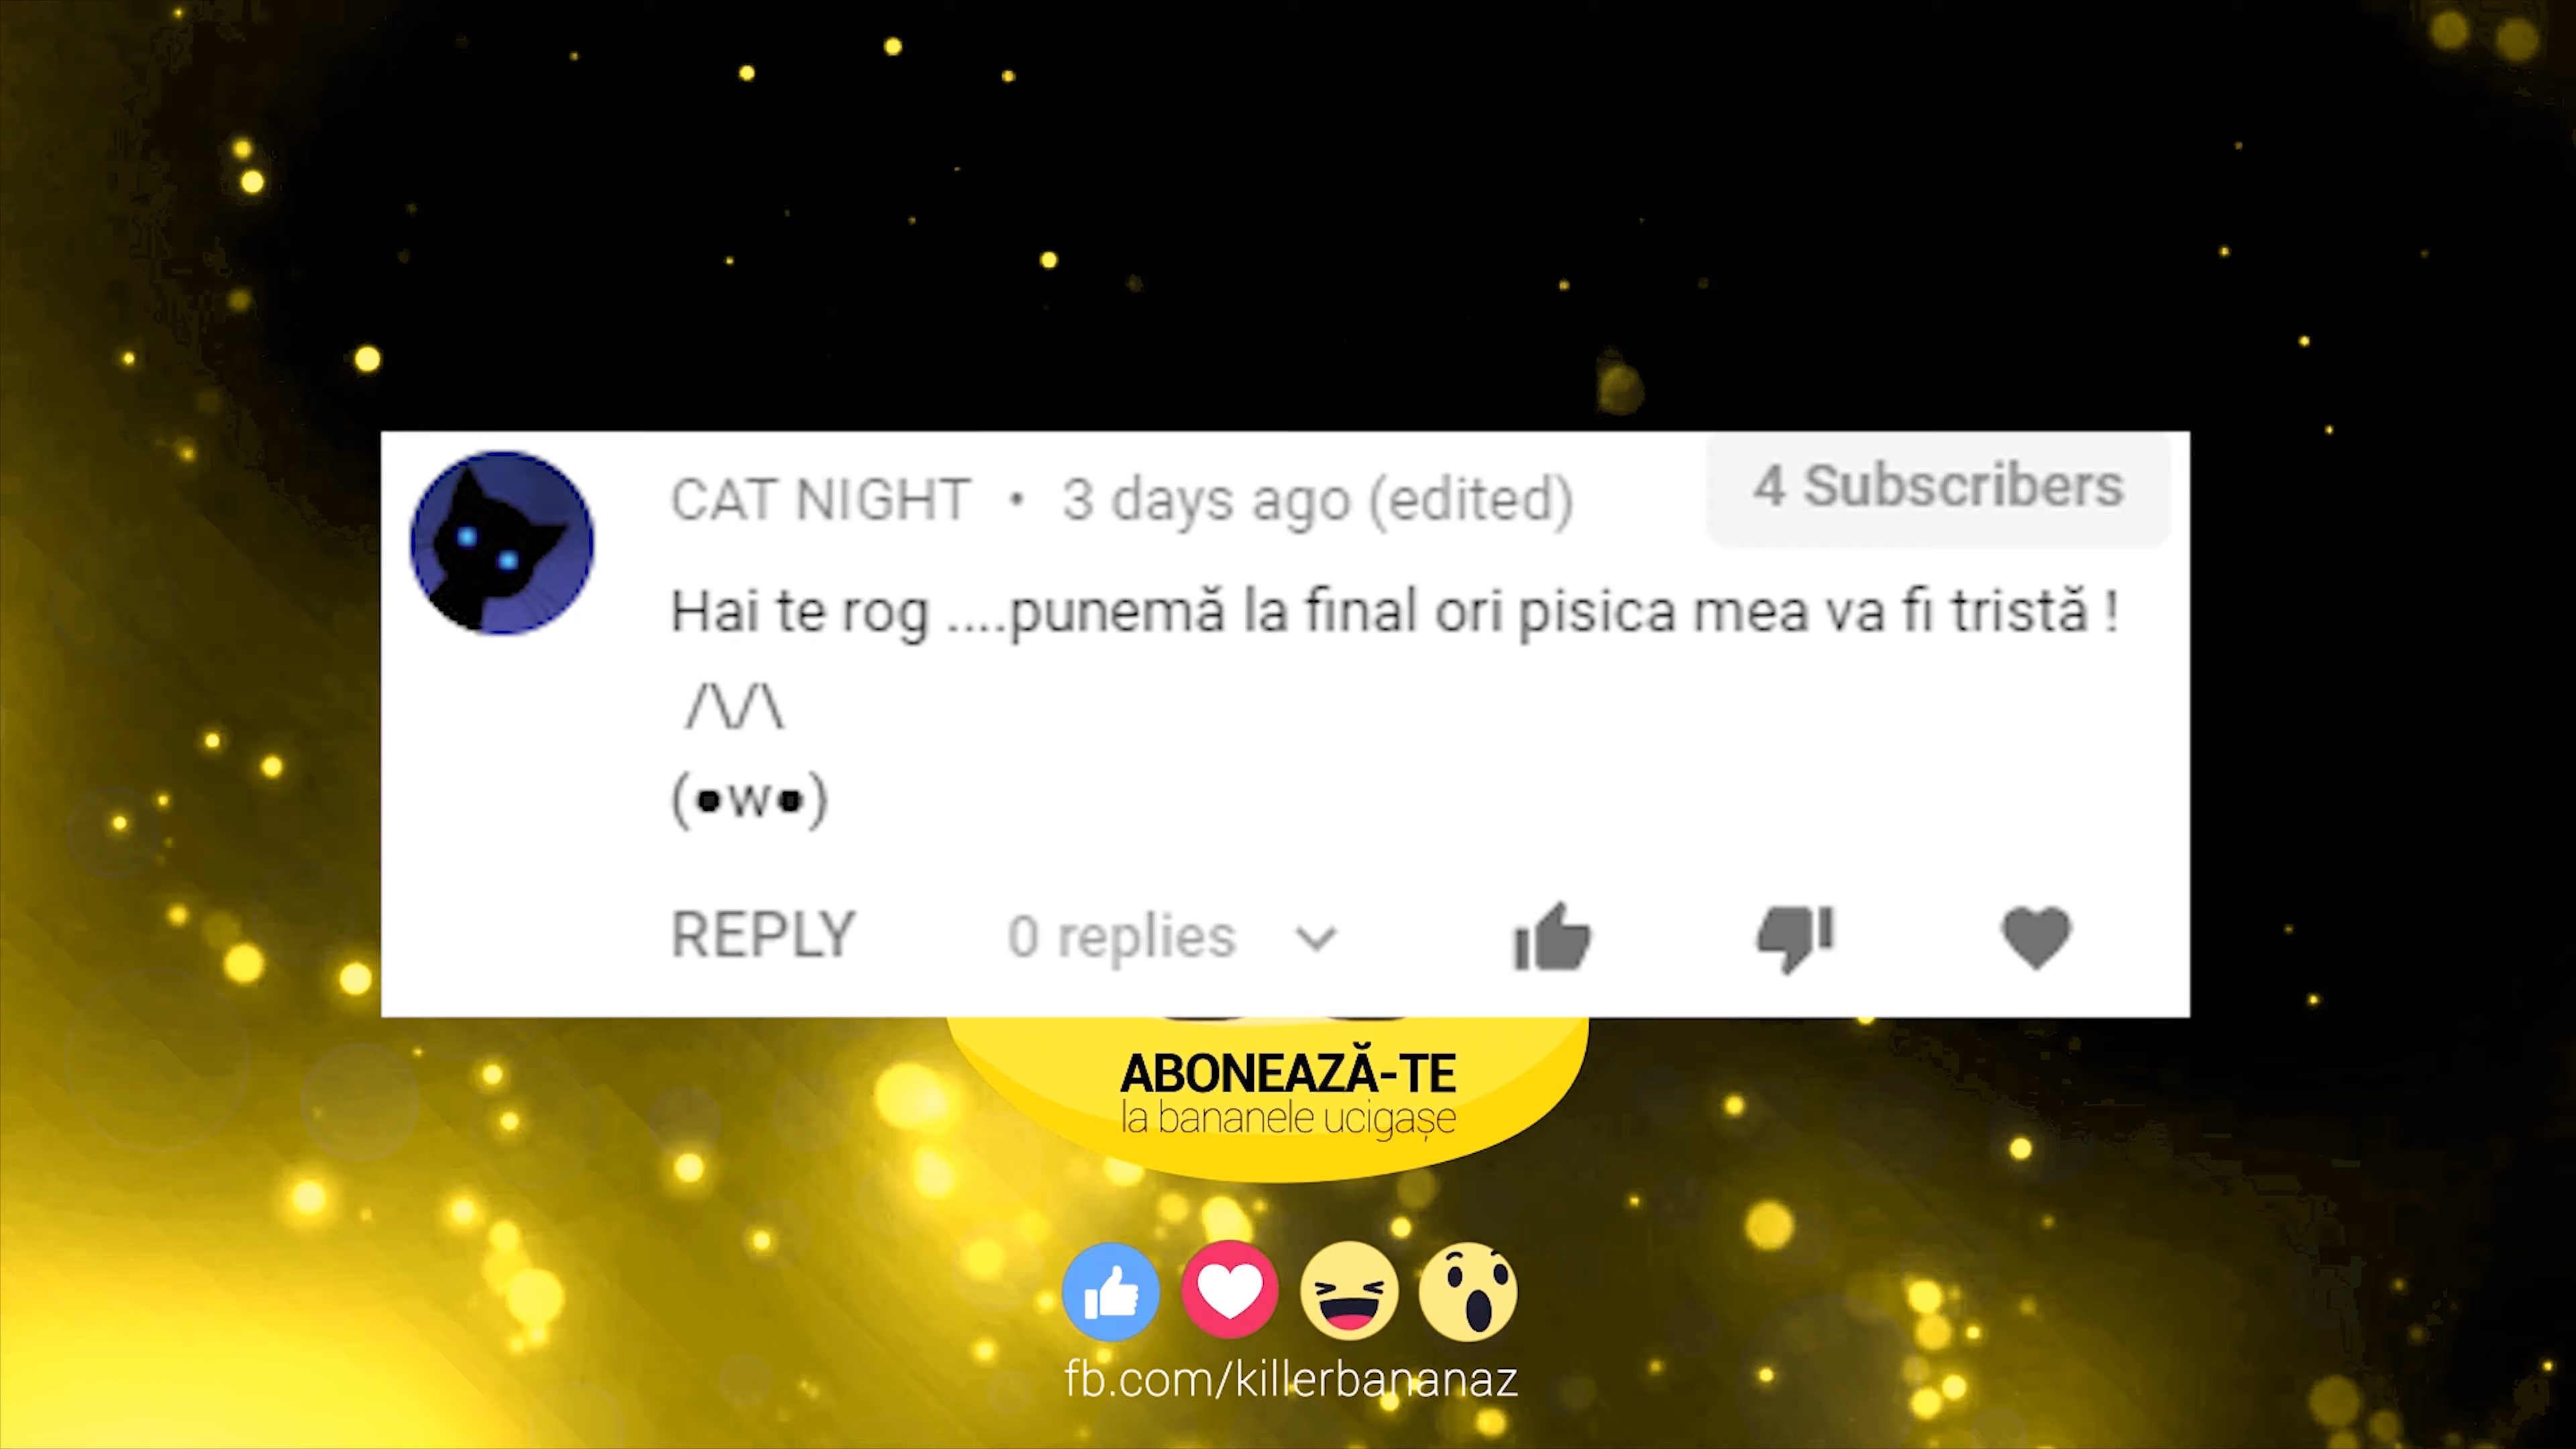 CAT NIGHT • 3 days ago (edited)
4 Subscribers
Hai te rog ....punemă la final ori pisica mea va fi tristă !
/\/\
(•w•)
REPLY 0 replies
ABONEAZĂ-TE
la bananele ucigașe
fb.com/killerbananaz